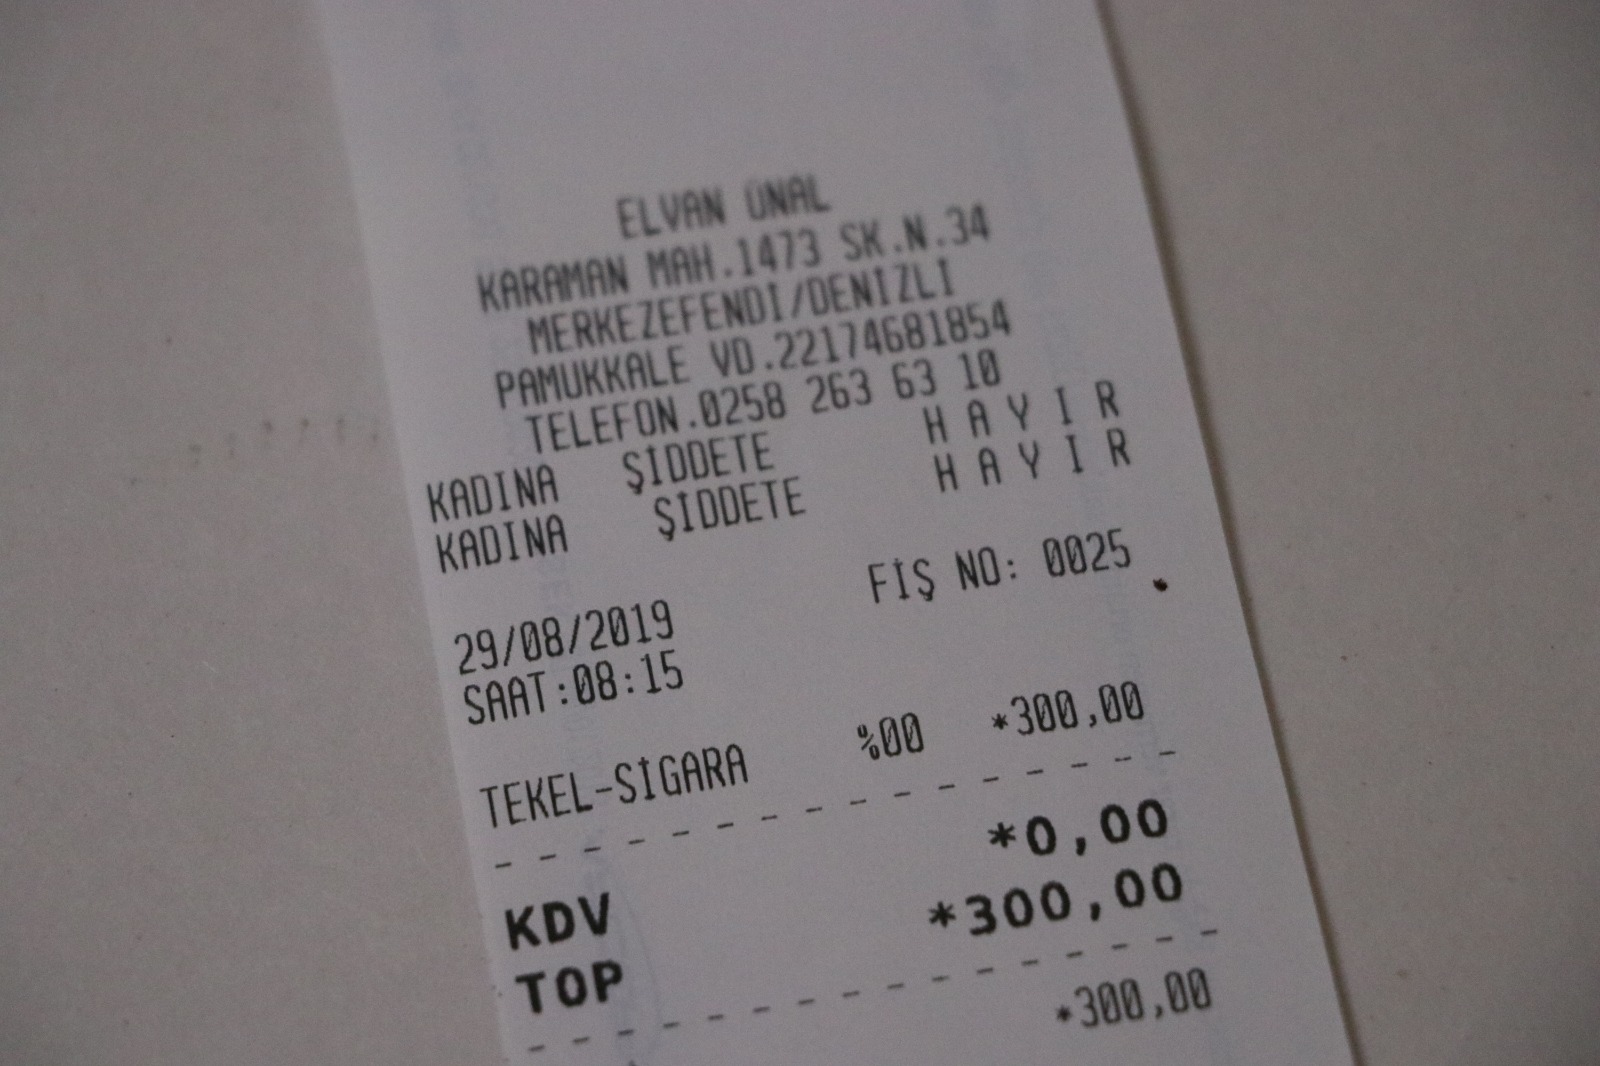 ELVAN ÜNAL
KARAMAN MAH.1473 SK.N.34
MERKEZEFENDİ/DENİZLİ
PAMUKKALE VD.22174681854
TELEFON.0258 263 63 10
KADINA ŞİDDETE H A Y I R
KADINA ŞİDDETE H A Y I R
FİŞ NO: 0025
29/08/2019
SAAT:08:15
TEKEL-SİGARA %00 *300,00
KDV *0,00
TOP *300,00
*300,00